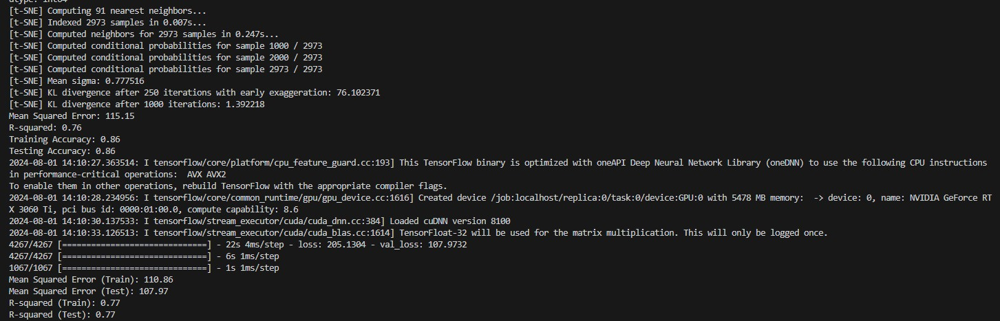 dtype: int64
[t-SNE] Computing 91 nearest neighbors...
[t-SNE] Indexed 2973 samples in 0.007s...
[t-SNE] Computed neighbors for 2973 samples in 0.247s...
[t-SNE] Computed conditional probabilities for sample 1000 / 2973
[t-SNE] Computed conditional probabilities for sample 2000 / 2973
[t-SNE] Computed conditional probabilities for sample 2973 / 2973
[t-SNE] Mean sigma: 0.777516
[t-SNE] KL divergence after 250 iterations with early exaggeration: 76.102371
[t-SNE] KL divergence after 1000 iterations: 1.392218
Mean Squared Error: 115.15
R-squared: 0.76
Training Accuracy: 0.86
Testing Accuracy: 0.86
2024-08-01 14:10:27.363514: I tensorflow/core/platform/cpu_feature_guard.cc:193] This TensorFlow binary is optimized with oneAPI Deep Neural Network Library (oneDNN) to use the following CPU instructions
in performance-critical operations:  AVX AVX2
To enable them in other operations, rebuild TensorFlow with the appropriate compiler flags.
2024-08-01 14:10:28.234956: I tensorflow/core/common_runtime/gpu/gpu_device.cc:1616] Created device /job:localhost/replica:0/task:0/device:GPU:0 with 5478 MB memory:  -> device: 0, name: NVIDIA GeForce RT
X 3060 Ti, pci bus id: 0000:01:00.0, compute capability: 8.6
2024-08-01 14:10:30.137533: I tensorflow/stream_executor/cuda/cuda_dnn.cc:384] Loaded cuDNN version 8100
2024-08-01 14:10:33.126513: I tensorflow/stream_executor/cuda/cuda_blas.cc:1614] TensorFloat-32 will be used for the matrix multiplication. This will only be logged once.
4267/4267 [==============================] - 22s 4ms/step - loss: 205.1304 - val_loss: 107.9732
4267/4267 [==============================] - 6s 1ms/step
1067/1067 [==============================] - 1s 1ms/step
Mean Squared Error (Train): 110.86
Mean Squared Error (Test): 107.97
R-squared (Train): 0.77
R-squared (Test): 0.77